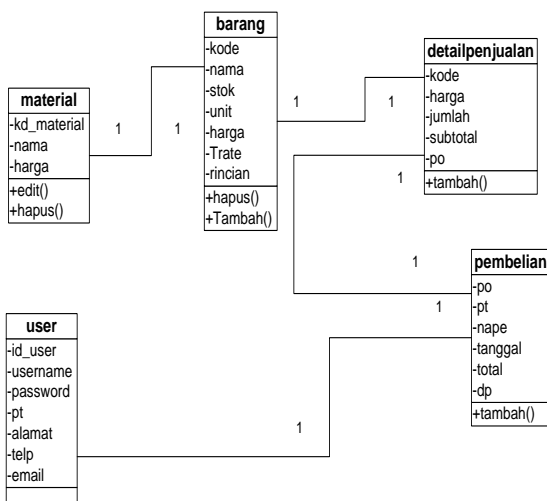 barang
-kode
-nama
-stok
-unit
-harga
-Trate
-rincian
+hapus()
+Tambah()
detailpenjualan
-kode
-harga
-jumlah
-subtotal
-po
+tambah()
material
-kd_material
-nama
-harga
+edit()
+hapus()
1
1
1
1
1
1
pembelian
-po
-pt
-nape
-tanggal
-total
-dp
+tambah()
user
-id_user
-username
-password
-pt
-alamat
-telp
-email
1
1